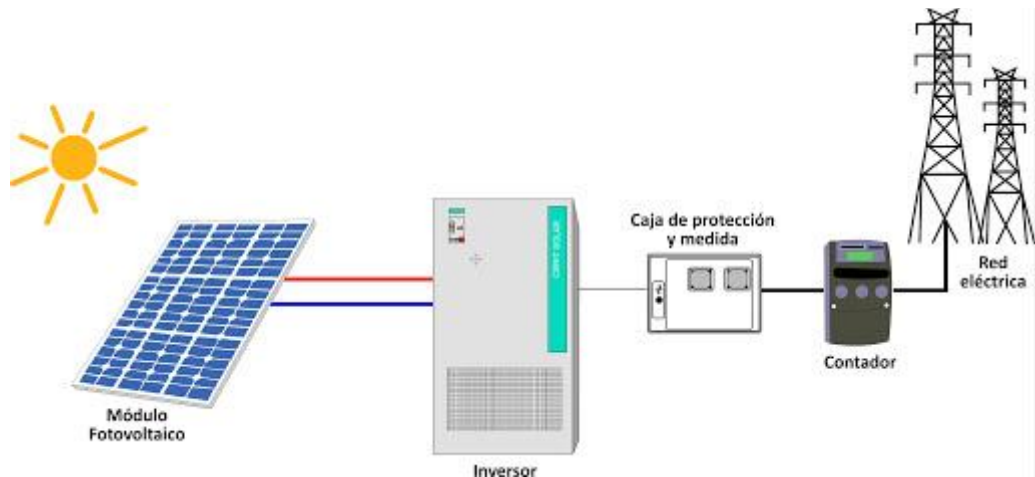 Caja de protección
y medida
Red
eléctrica
Contador
Módulo
Fotovoltaico
Inversor